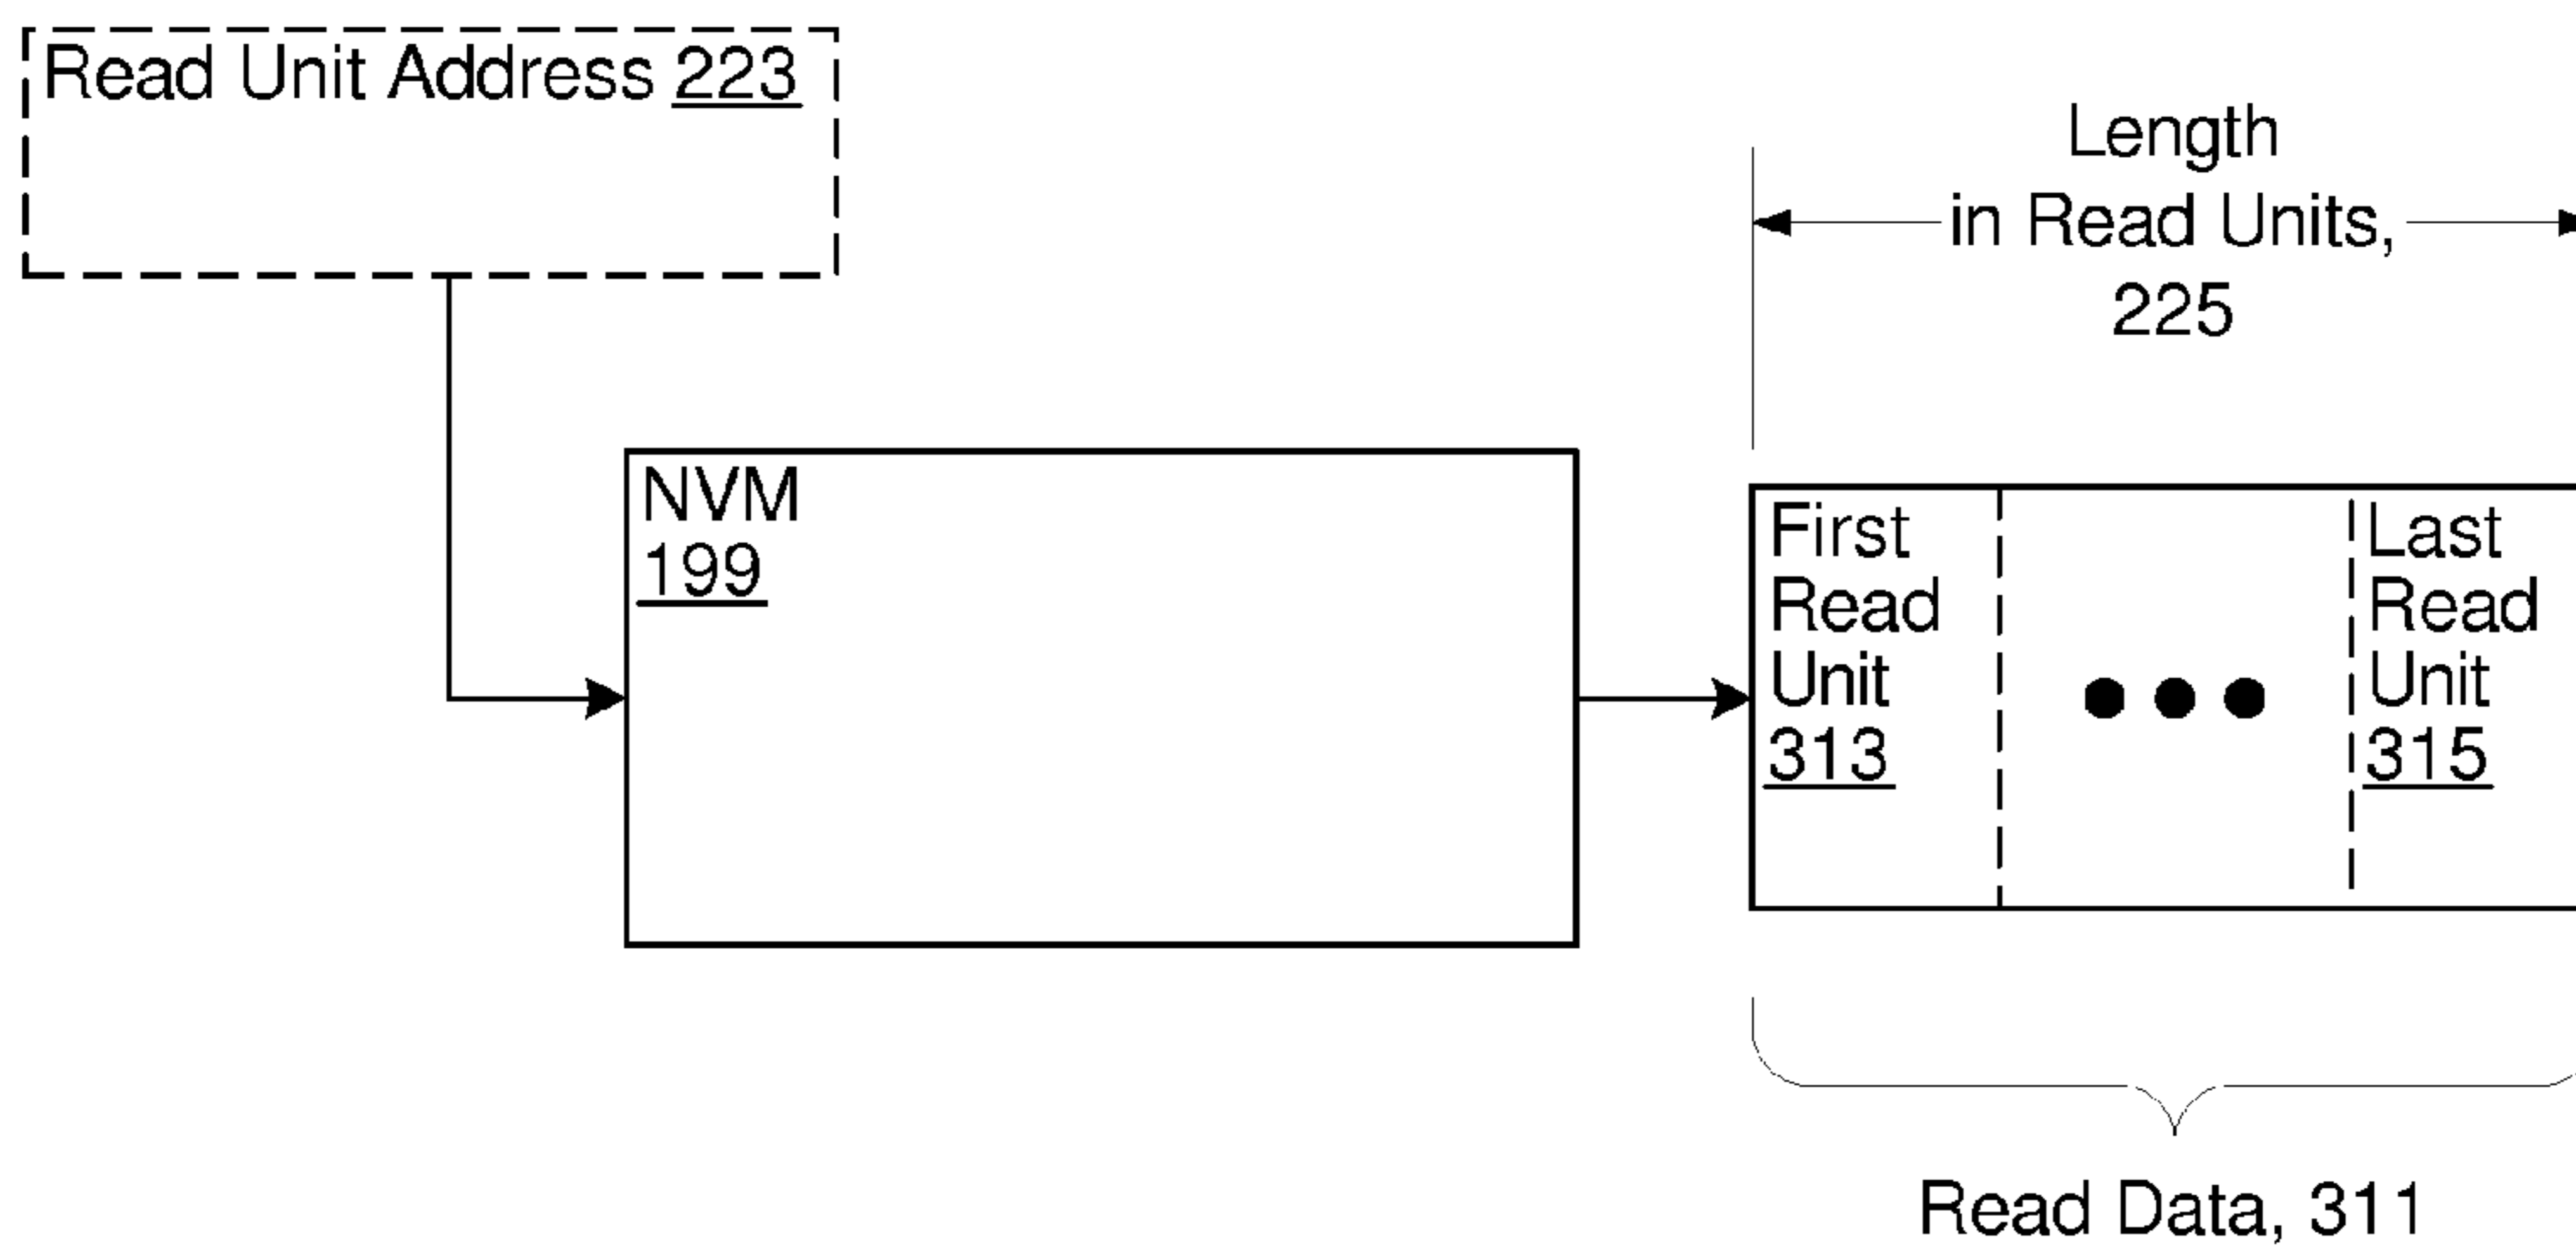 Read Unit Address 223
Length
in Read Units,
225
NVM
199
First
Read
Unit
313
Last
Read
Unit
315
Read Data, 311